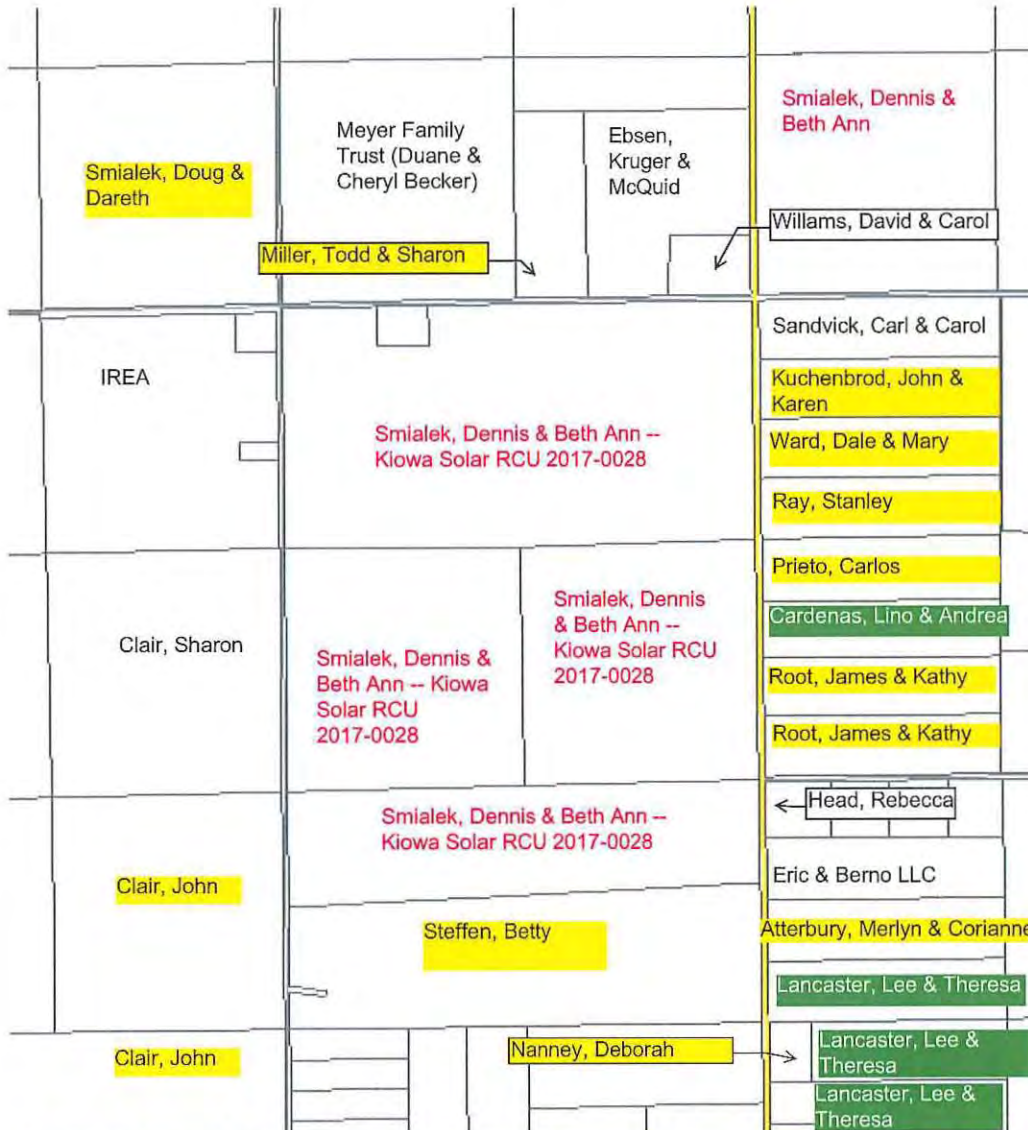 Smialek, Dennis &
Beth Ann
Meyer Family
Trust (Duane &
Cheryl Becker)
Ebsen,
Kruger &
McQuid
Smialek, Doug &
Dareth
Willams, David & Carol
Miller, Todd & Sharon
Sandvick, Carl & Carol
IREA
Kuchenbrod, John &
Karen
Smialek, Dennis & Beth Ann --
Kiowa Solar RCU 2017-0028
Ward, Dale & Mary
Ray, Stanley
Prieto, Carlos
Smialek, Dennis
& Beth Ann --
Kiowa Solar RCU
2017-0028
Cardenas, Lino & Andrea
Clair, Sharon
Smialek, Dennis &
Beth Ann -- Kiowa
Solar RCU
2017-0028
Root, James & Kathy
Root, James & Kathy
Head, Rebecca
Smialek, Dennis & Beth Ann --
Kiowa Solar RCU 2017-0028
Eric & Berno LLC
Clair, John
Steffen, Betty
Atterbury, Merlyn & Corianne
Lancaster, Lee & Theresa
Clair, John
Nanney, Deborah
Lancaster, Lee &
Theresa
Lancaster, Lee &
Theresa